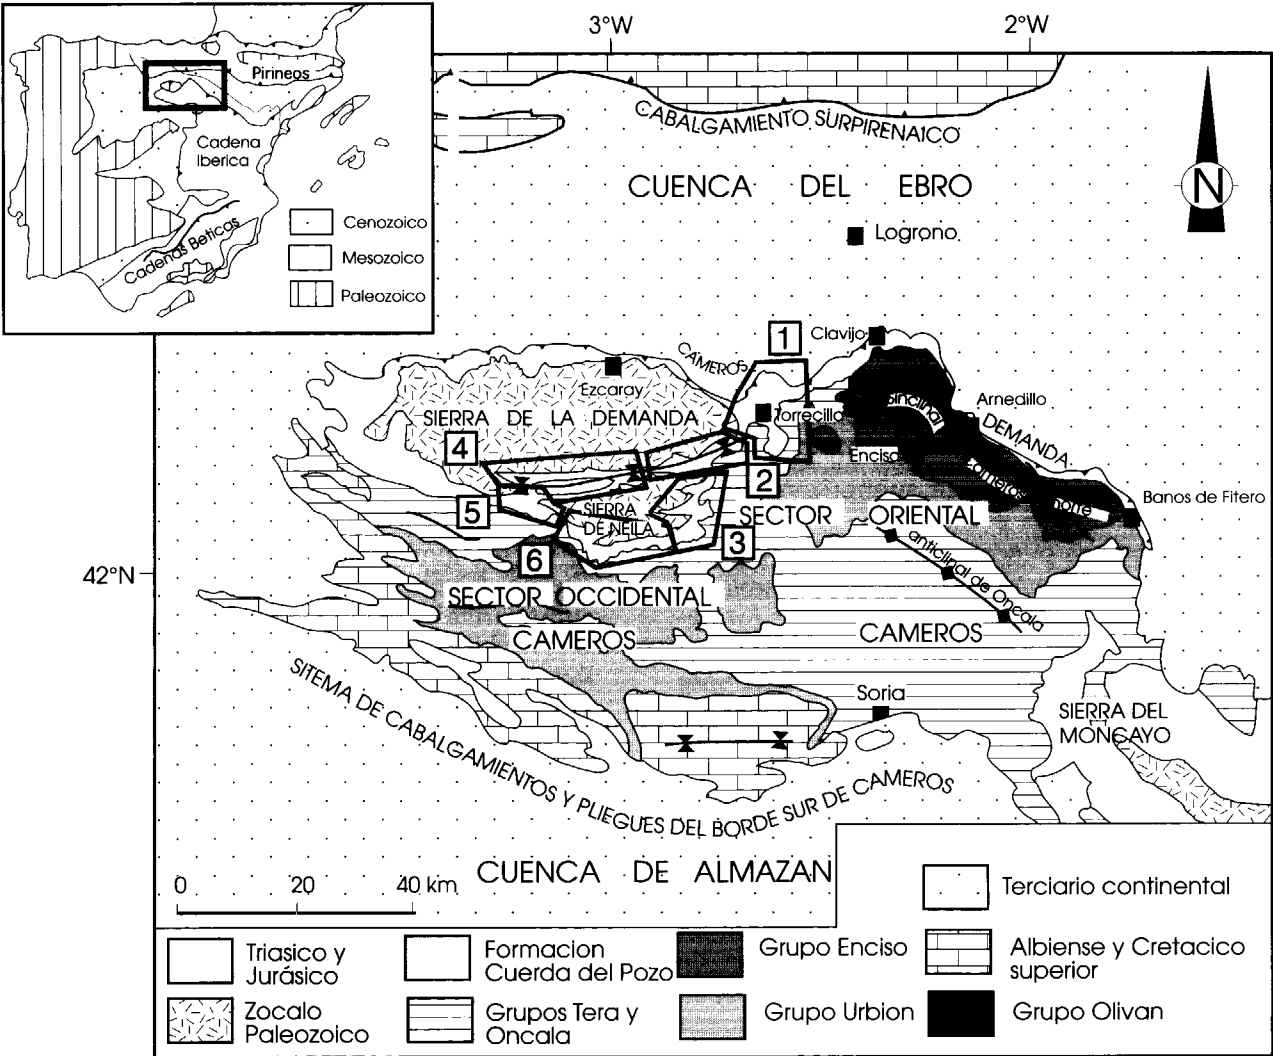 3°W
2°W
Pirineos
Cadena
Iberica
Cadenas Beticas
Cenozoico
Mesozoico
Paleozoico
CABALGAMIENTO SURPIRENAICO
CUENCA DEL EBRO
N
Logrono
1
Clavijo
CAMEROS
Ezcaray
Torrecilla
Sinclinal
Arnedillo
DEMANDA
SIERRA DE LA DEMANDA
4
Enciso
2
Cameros
Norte
Banos de Fitero
5
SIERRA
DE NEILA
SECTOR ORIENTAL
3
anticlinal de Oncala
6
42°N
SECTOR OCCIDENTAL
CAMEROS
CAMEROS
SITEMA DE CABALGAMIENTOS Y PLIEGUES DEL BORDE SUR DE CAMEROS
Soria
SIERRA DEL
MONCAYO
CUENCA DE ALMAZAN
0 20 40 km
Terciario continental
Triasico y
Jurásico
Formacion
Cuerda del Pozo
Grupo Enciso
Albiense y Cretacico
superior
Zocalo
Paleozoico
Grupos Tera y
Oncala
Grupo Urbion
Grupo Olivan